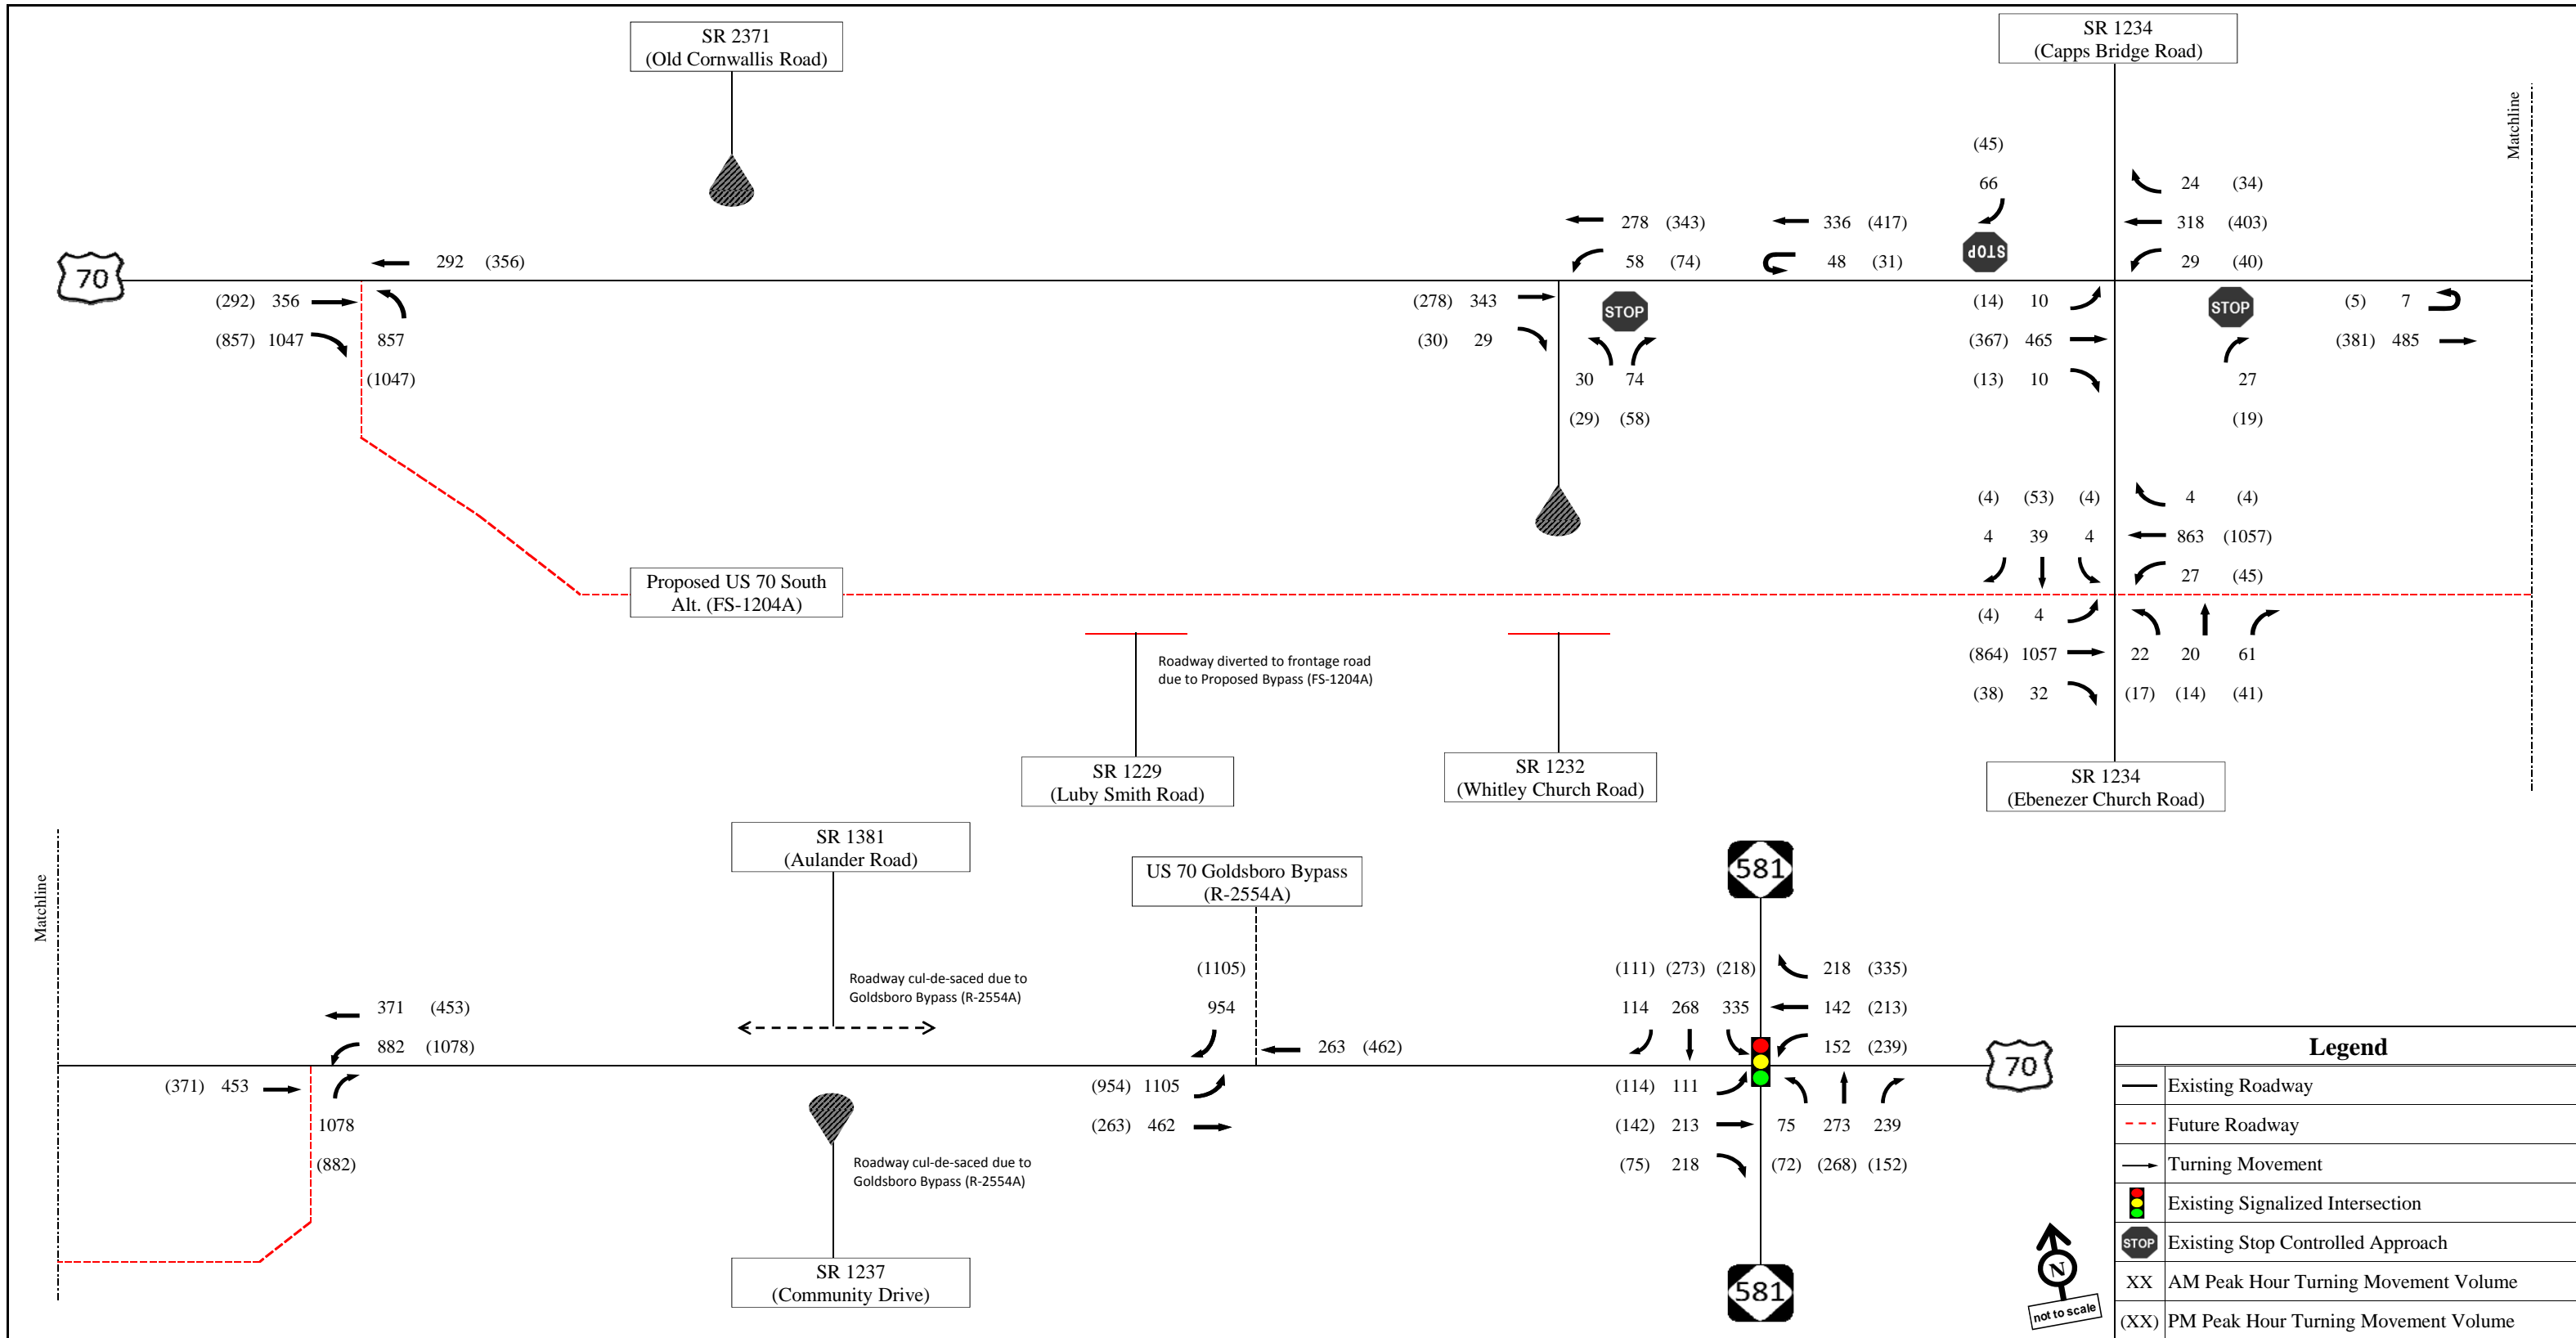 SR 2371
(Old Cornwallis Road)
SR 1234
(Capps Bridge Road)
Matchline
(45)
66
24 (34)
278 (343)
336 (417)
318 (403)
STOP
292 (356)
58 (74)
48 (31)
29 (40)
70
(292) 356
(278) 343
STOP
(14) 10
STOP
(5) 7
(857) 1047
857
(30) 29
(367) 465
(381) 485
(1047)
30 74
(13) 10
27
(29) (58)
(19)
(4) (53) (4)
4 (4)
4 39 4
863 (1057)
27 (45)
Proposed US 70 South
Alt. (FS-1204A)
(4) 4
(864) 1057
22 20 61
(38) 32
(17) (14) (41)
Roadway diverted to frontage road
due to Proposed Bypass (FS-1204A)
SR 1229
(Luby Smith Road)
SR 1232
(Whitley Church Road)
SR 1234
(Ebenezer Church Road)
Matchline
SR 1381
(Aulander Road)
US 70 Goldsboro Bypass
(R-2554A)
581
Roadway cul-de-saced due to
Goldsboro Bypass (R-2554A)
(1105)
954
(111) (273) (218)
218 (335)
114 268 335
142 (213)
371 (453)
882 (1078)
263 (462)
152 (239)
70
(371) 453
1078
(882)
(954) 1105
(263) 462
(114) 111
(142) 213
75 273 239
(75) 218
(72) (268) (152)
Roadway cul-de-saced due to
Goldsboro Bypass (R-2554A)
SR 1237
(Community Drive)
581
N
not to scale
Legend
Existing Roadway
Future Roadway
Turning Movement
Existing Signalized Intersection
STOP Existing Stop Controlled Approach
XX AM Peak Hour Turning Movement Volume
(XX) PM Peak Hour Turning Movement Volume